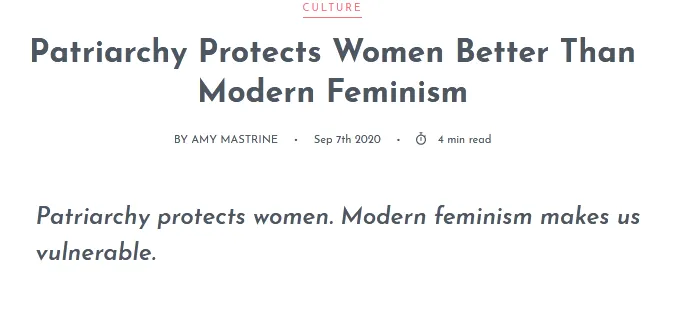 CULTURE
Patriarchy Protects Women Better Than
Modern Feminism
BY AMY MASTRINE • Sep 7th 2020 • 4 min read
Patriarchy protects women. Modern feminism makes us
vulnerable.